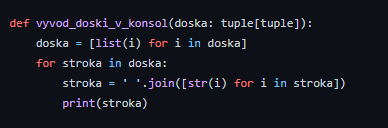 def vyvod_doski_v_konsol(doska: tuple[tuple]):
    doska = [list(i) for i in doska]
    for stroka in doska:
        stroka = ' '.join([str(i) for i in stroka])
        print(stroka)